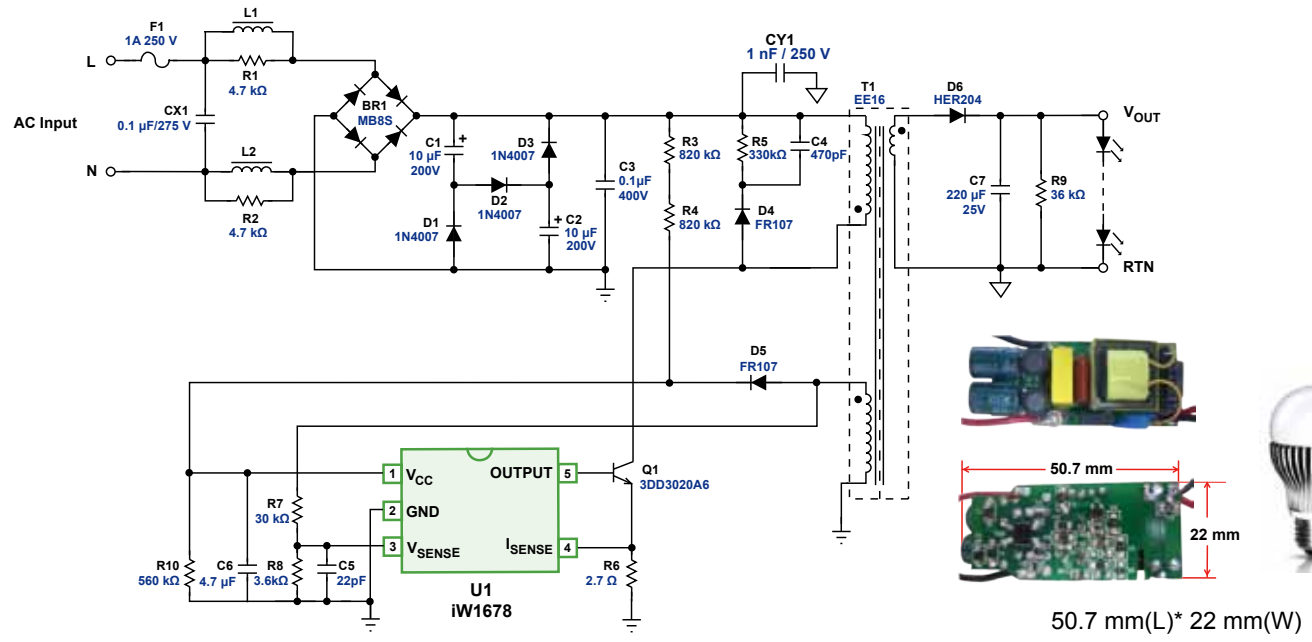 L1
F1
1A 250 V
L
R1
4.7 kΩ
AC Input
CX1
0.1 µF/275 V
N
L2
R2
4.7 kΩ
BR1
MB8S
C1
+
10 µF
200V
D3
1N4007
D2
1N4007
D1
1N4007
+
C2
10 µF
200V
C3
0.1µF
400V
CY1
1 nF / 250 V
R3
820 kΩ
R4
820 kΩ
R5
330kΩ
C4
470pF
D4
FR107
T1
EE16
D6
HER204
VOUT
C7
220 µF
25V
R9
36 kΩ
RTN
D5
FR107
1
VCC
OUTPUT
5
2
GND
3
VSENSE
ISENSE
4
U1
iW1678
Q1
3DD3020A6
R7
30 kΩ
R10
560 kΩ
C6
4.7 µF
R8
3.6kΩ
C5
22pF
R6
2.7 Ω
50.7 mm
22 mm
50.7 mm(L)* 22 mm(W)